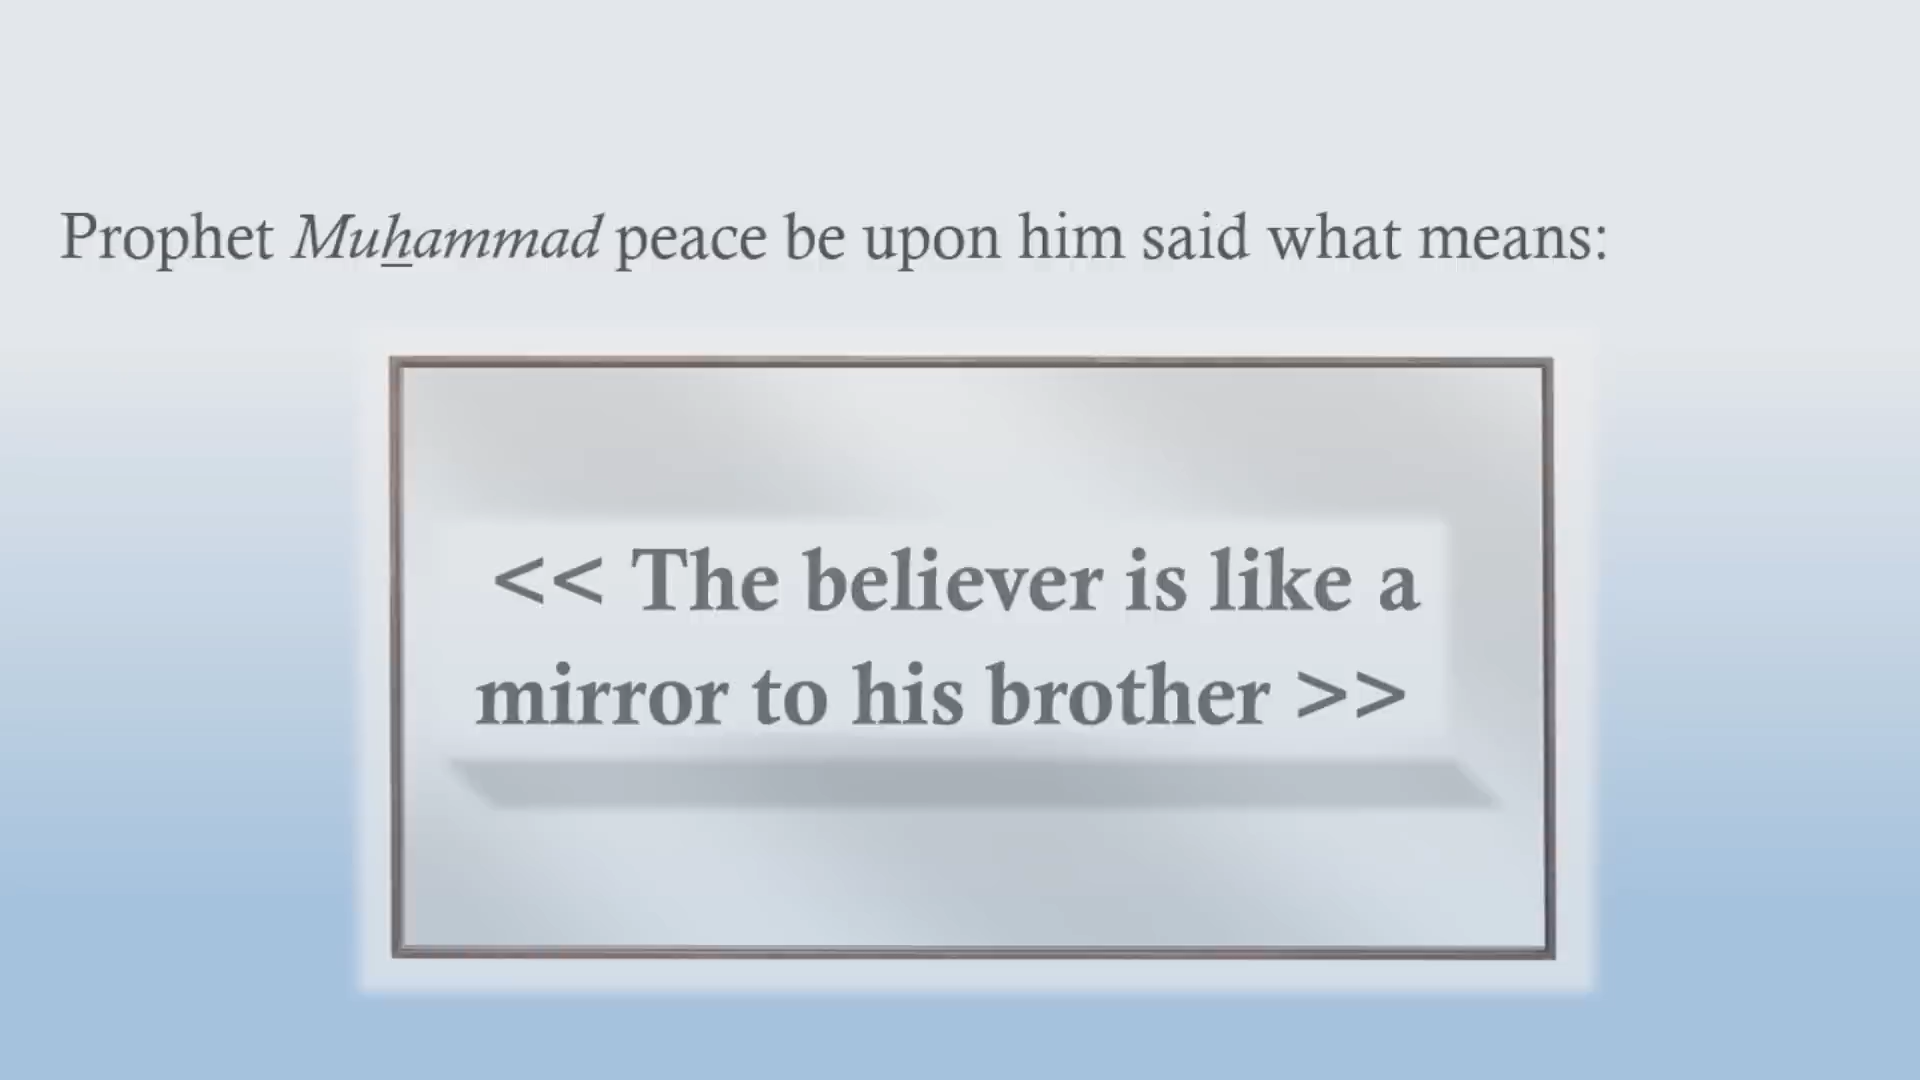 Prophet Muhammad peace be upon him said what means:
<< The believer is like a
mirror to his brother >>